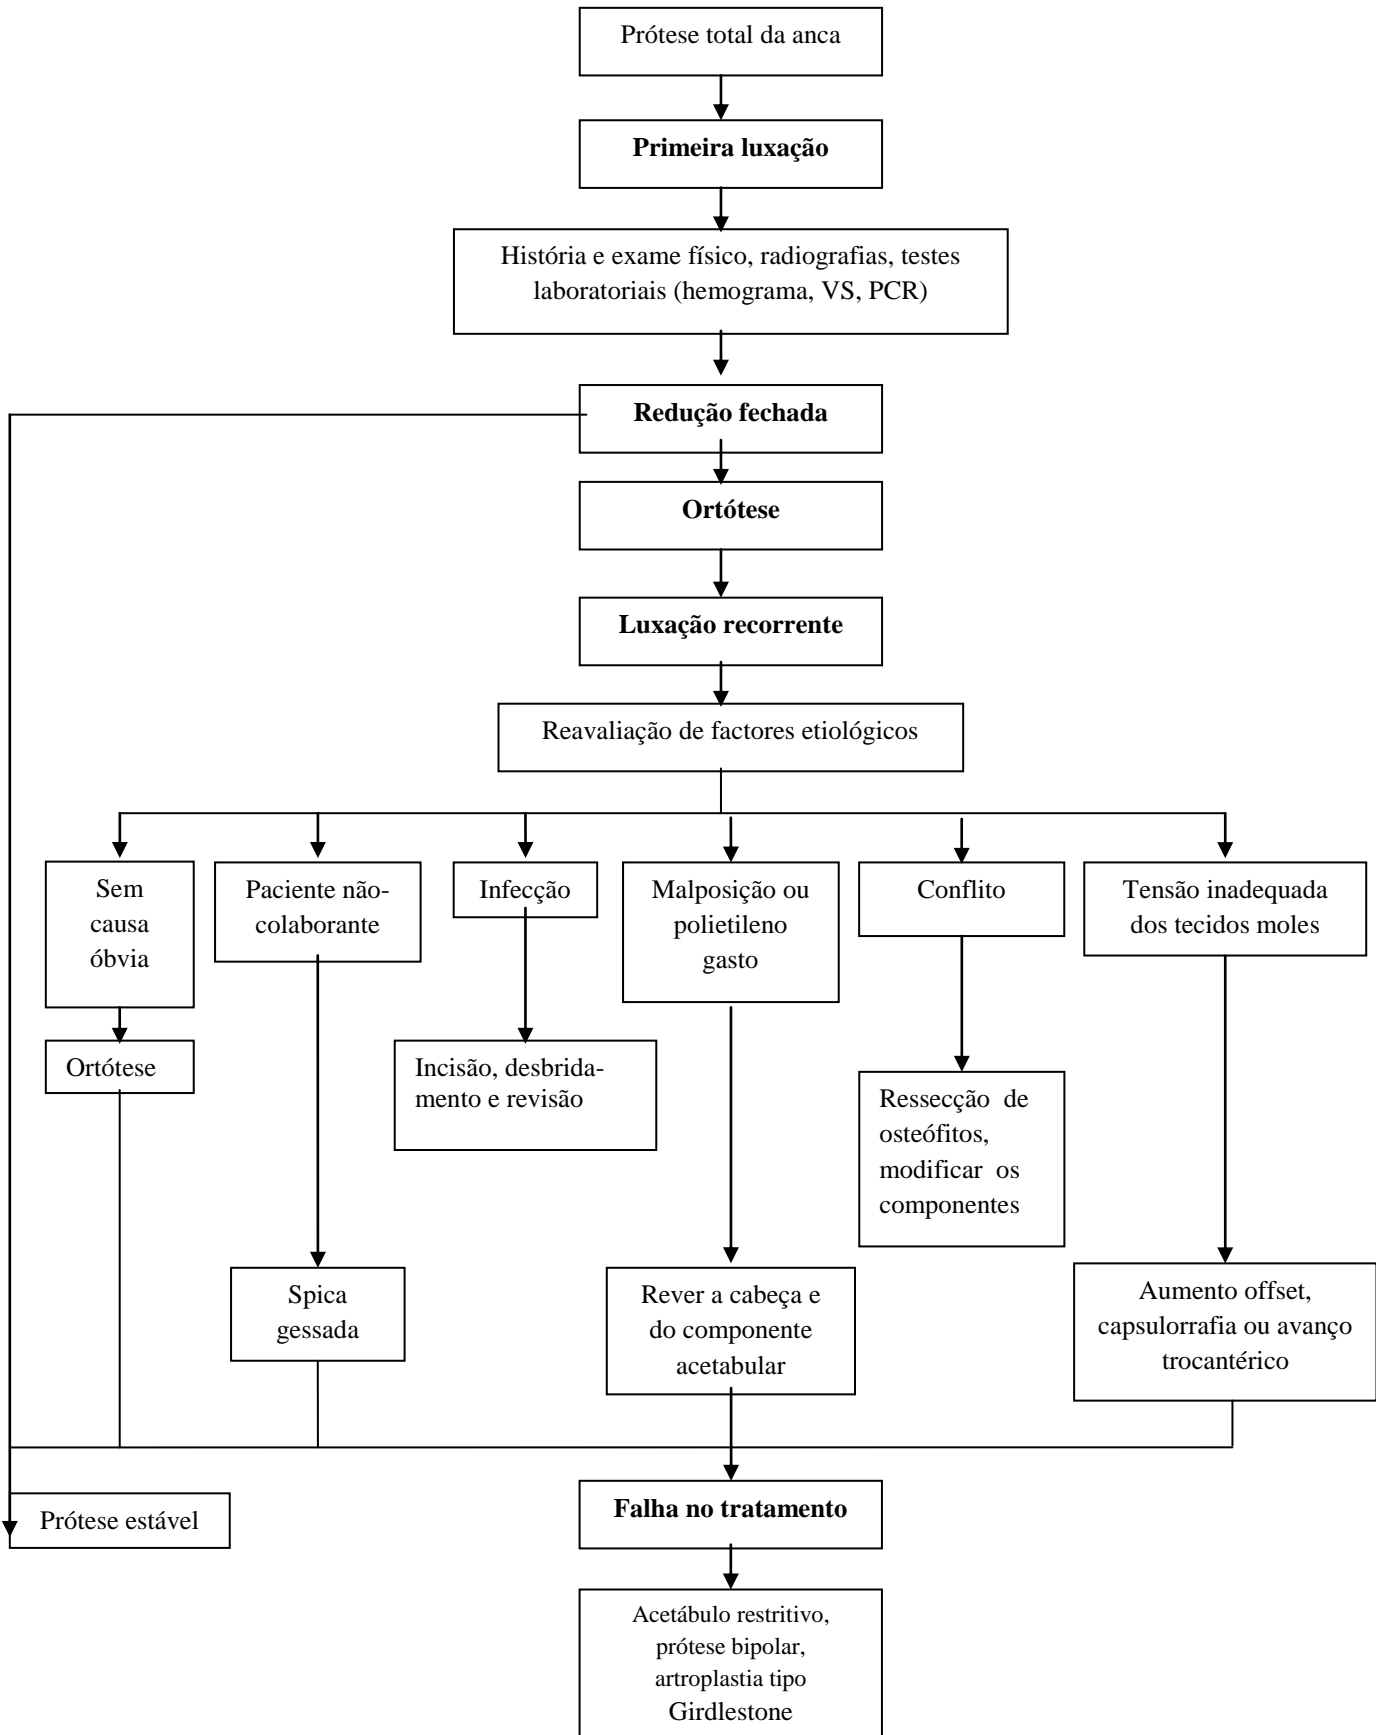 Prótese total da anca
Primeira luxação
História e exame físico, radiografias, testes
laboratoriais (hemograma, VS, PCR)
Redução fechada
Ortótese
Luxação recorrente
Reavaliação de factores etiológicos
Sem
causa
óbvia
Paciente não-
colaborante
Infecção
Malposição ou
polietileno
gasto
Conflito
Tensão inadequada
dos tecidos moles
Ortótese
Incisão, desbrida-
mento e revisão
Ressecção de
osteófitos,
modificar os
componentes
Spica
gessada
Rever a cabeça e
do componente
acetabular
Aumento offset,
capsulorrafia ou avanço
trocantérico
Prótese estável
Falha no tratamento
Acetábulo restritivo,
prótese bipolar,
artroplastia tipo
Girdlestone